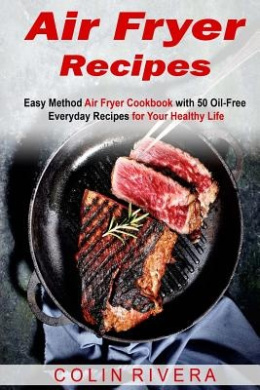 Air Fryer
Recipes
Easy Method Air Fryer Cookbook with 50 Oil-Free
Everyday Recipes for Your Healthy Life
COLIN RIVERA